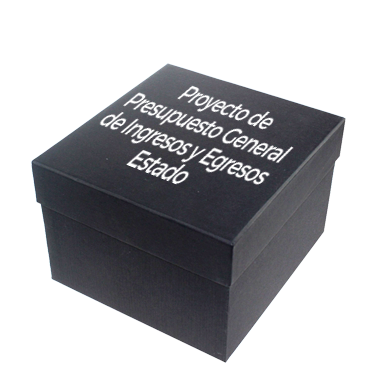 Proyecto de
Presupuesto General
de Ingresos y Egresos
Estado